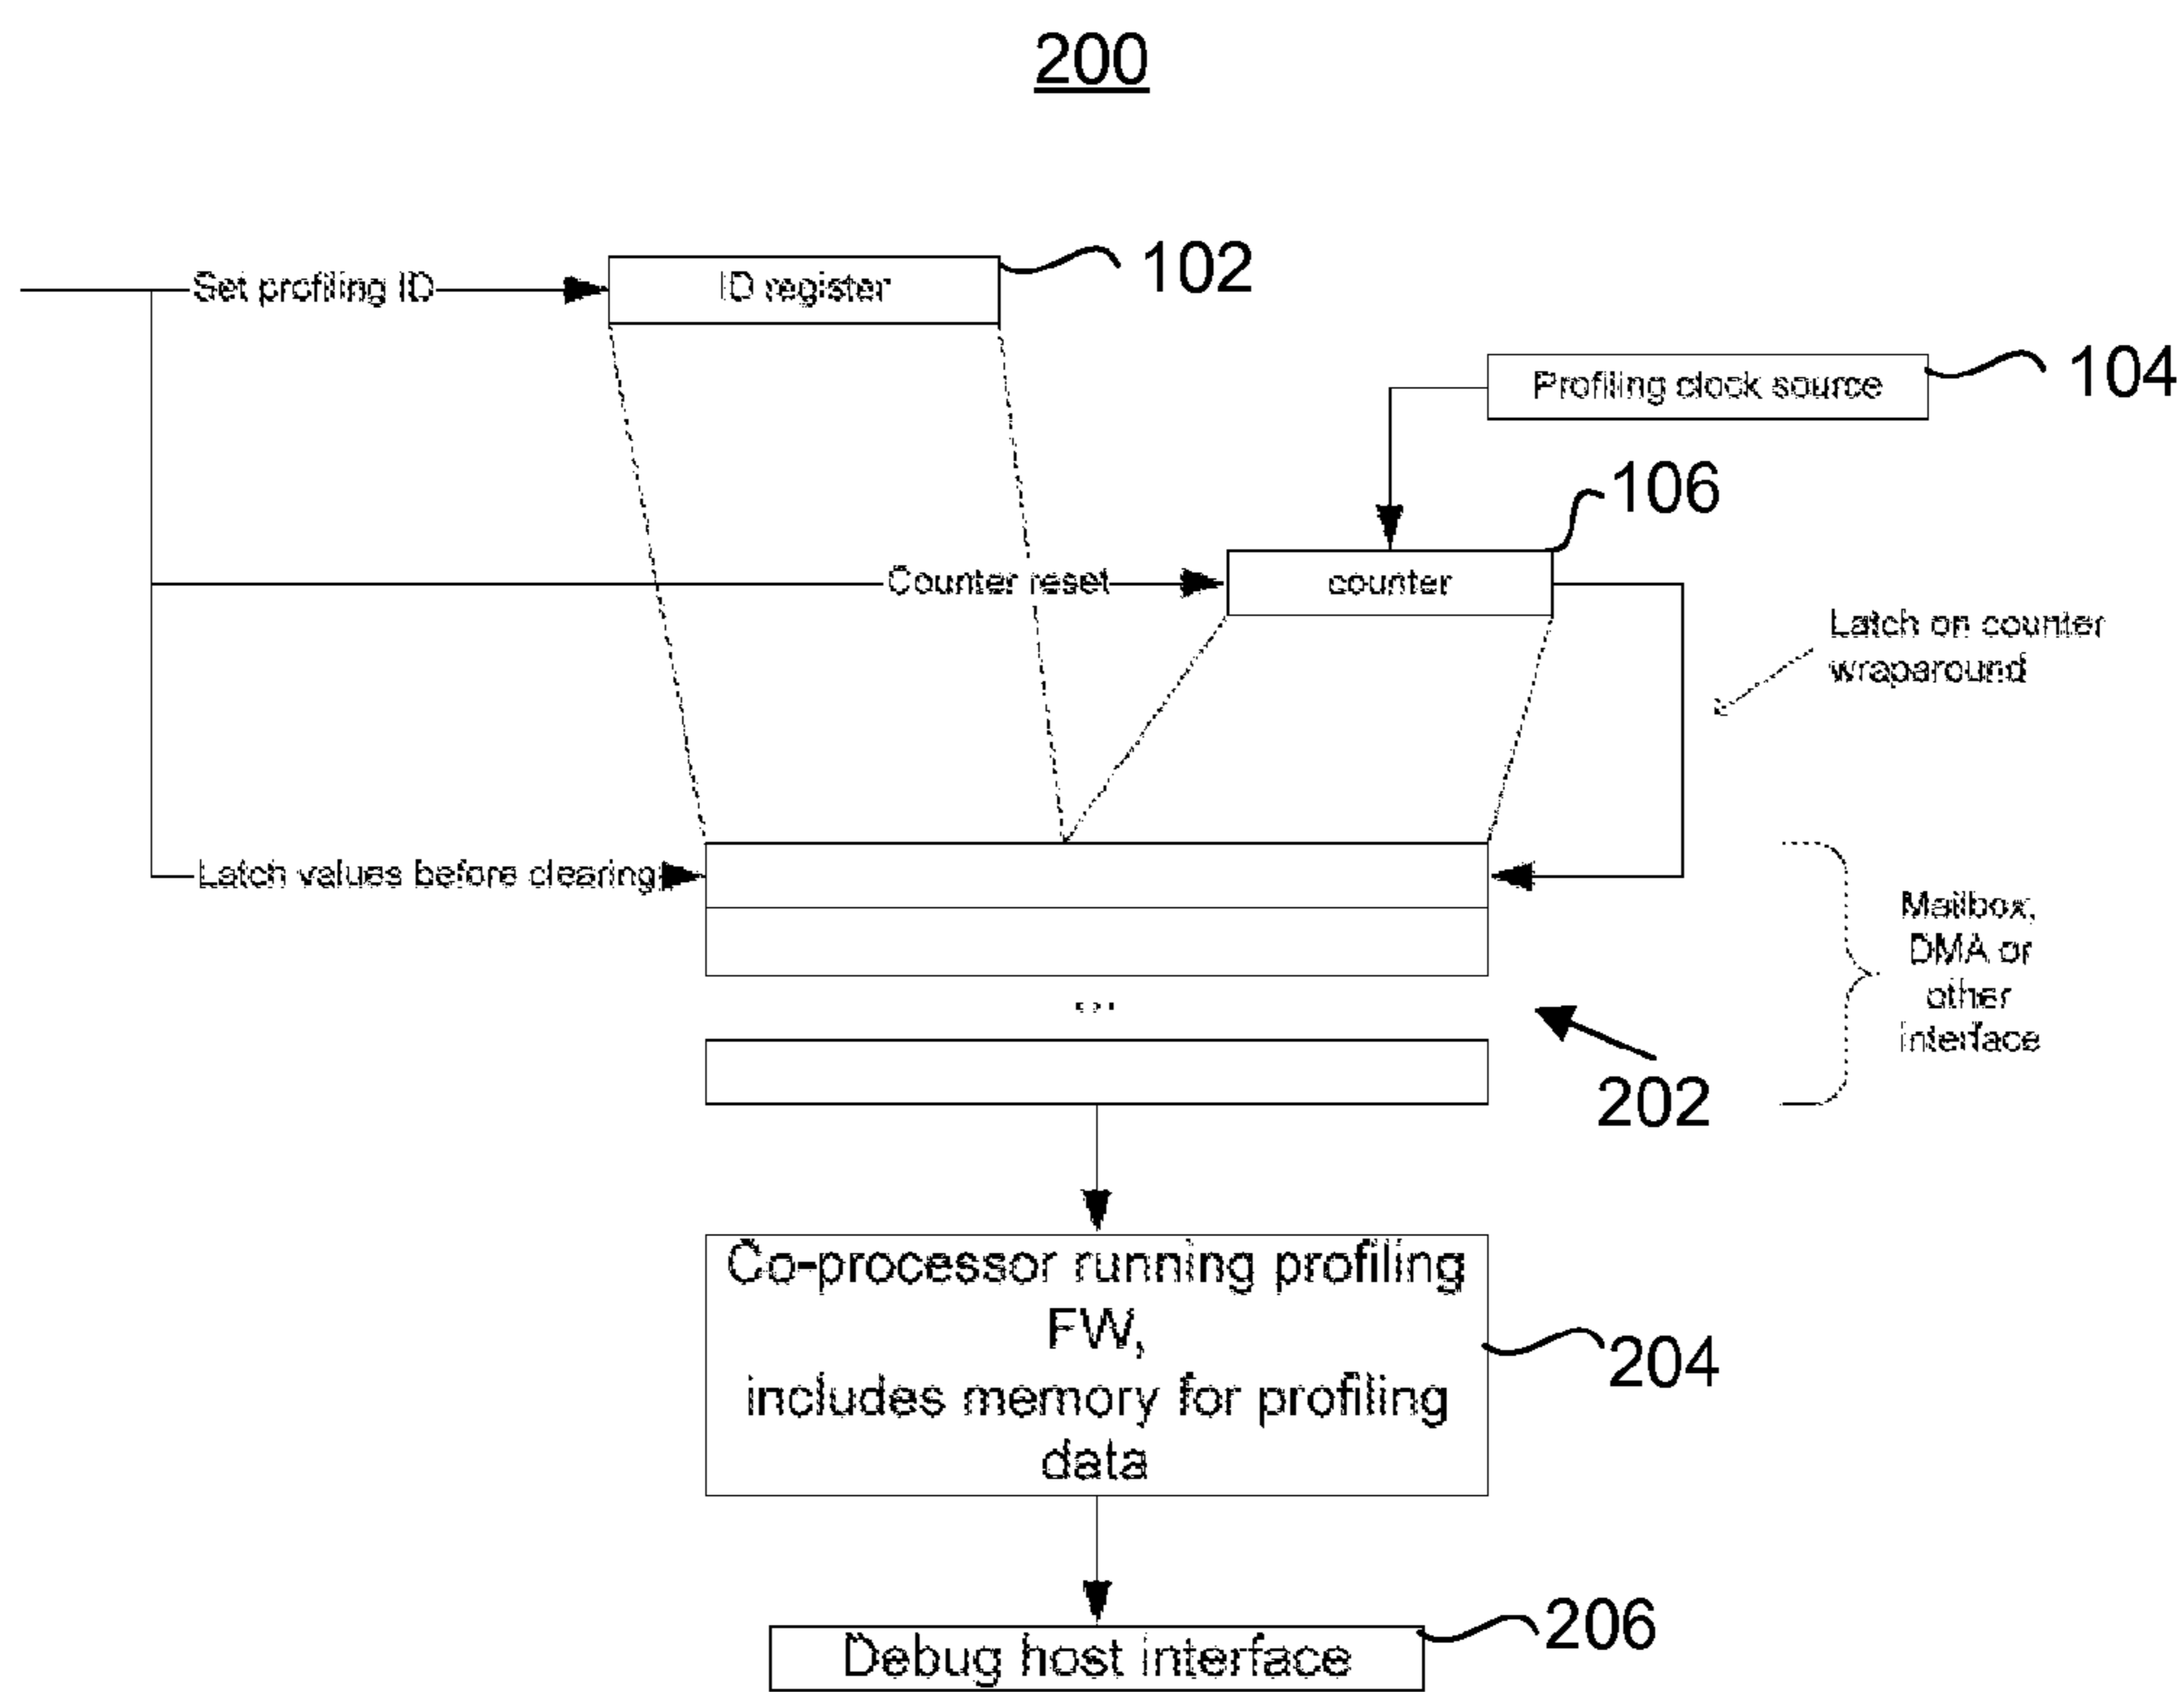 200
Set profiling ID
ID register
102
Profiling clock source
104
106
Counter reset
counter
Latch on counter
wraparound
Latch values before clearing
Mailbox,
DMA or
other
interface
...
202
Co-processor running profiling
FW,
includes memory for profiling
data
204
Debug host interface
206